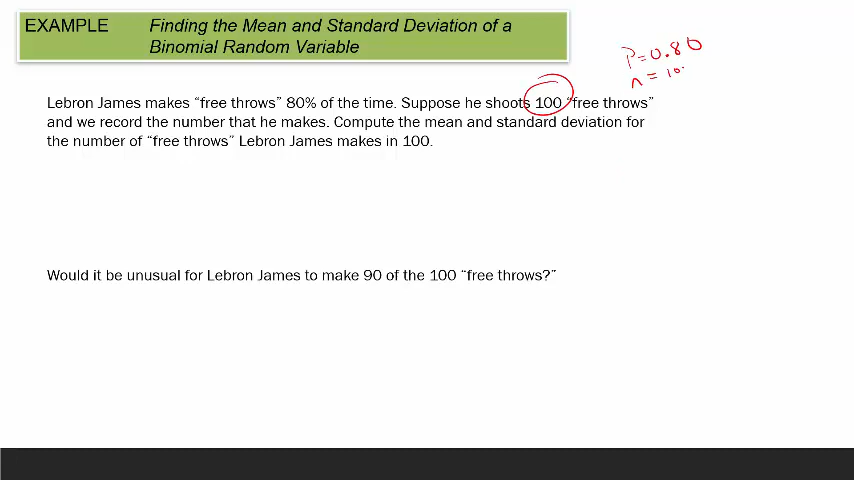 EXAMPLE Finding the Mean and Standard Deviation of a
Binomial Random Variable
P=0.80
n = 10.
Lebron James makes “free throws” 80% of the time. Suppose he shoots 100 “free throws”
and we record the number that he makes. Compute the mean and standard deviation for
the number of “free throws” Lebron James makes in 100.
Would it be unusual for Lebron James to make 90 of the 100 “free throws?”